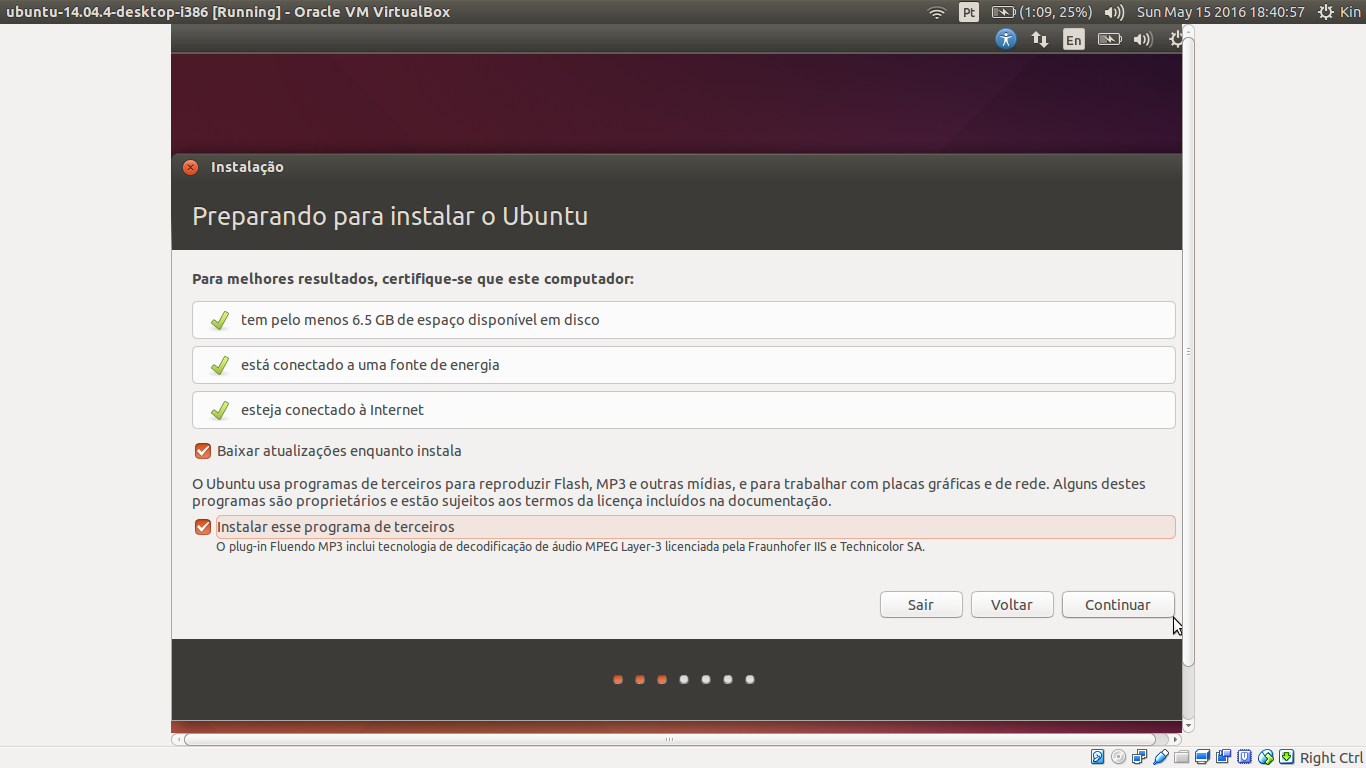 ubuntu-14.04.4-desktop-i386 [Running] - Oracle VM VirtualBox
Pt
(1:09, 25%)
Sun May 15 2016 18:40:57
Kin
En
Instalação
Preparando para instalar o Ubuntu
Para melhores resultados, certifique-se que este computador:
tem pelo menos 6.5 GB de espaço disponível em disco
está conectado a uma fonte de energia
esteja conectado à Internet
Baixar atualizações enquanto instala
O Ubuntu usa programas de terceiros para reproduzir Flash, MP3 e outras mídias, e para trabalhar com placas gráficas e de rede. Alguns destes
programas são proprietários e estão sujeitos aos termos da licença incluídos na documentação.
Instalar esse programa de terceiros
O plug-in Fluendo MP3 inclui tecnologia de decodificação de áudio MPEG Layer-3 licenciada pela Fraunhofer IIS e Technicolor SA.
Sair
Voltar
Continuar
Right Ctrl